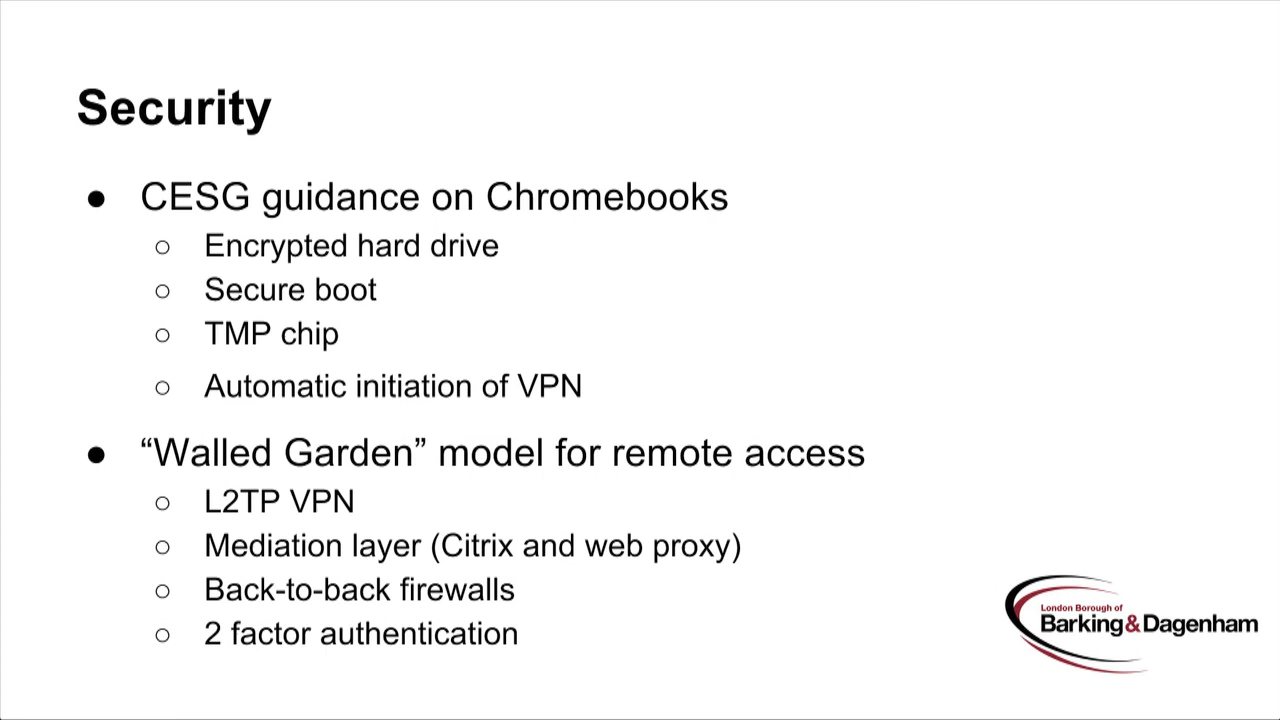 Security
● CESG guidance on Chromebooks
○ Encrypted hard drive
○ Secure boot
○ TMP chip
○ Automatic initiation of VPN
● “Walled Garden” model for remote access
○ L2TP VPN
○ Mediation layer (Citrix and web proxy)
○ Back-to-back firewalls
○ 2 factor authentication
London Borough of
Barking&Dagenham